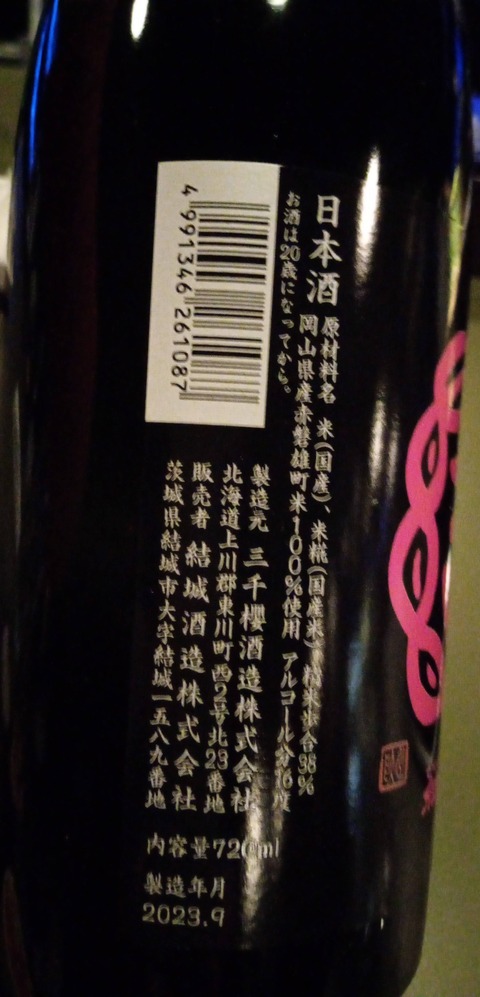 日本酒
原材料名 米(国産)、米糀(国産米) 精米歩合38%
岡山県産赤磐雄町米100%使用 アルコール分16度
お酒は20歳になってから。
4 991346 261087
製造元 三千櫻酒造株式会社
北海道上川郡東川町西2号北23番地
販売者 結城酒造株式会社
茨城県結城市大字結城一五八九番地
内容量720ml
製造年月
2023.9